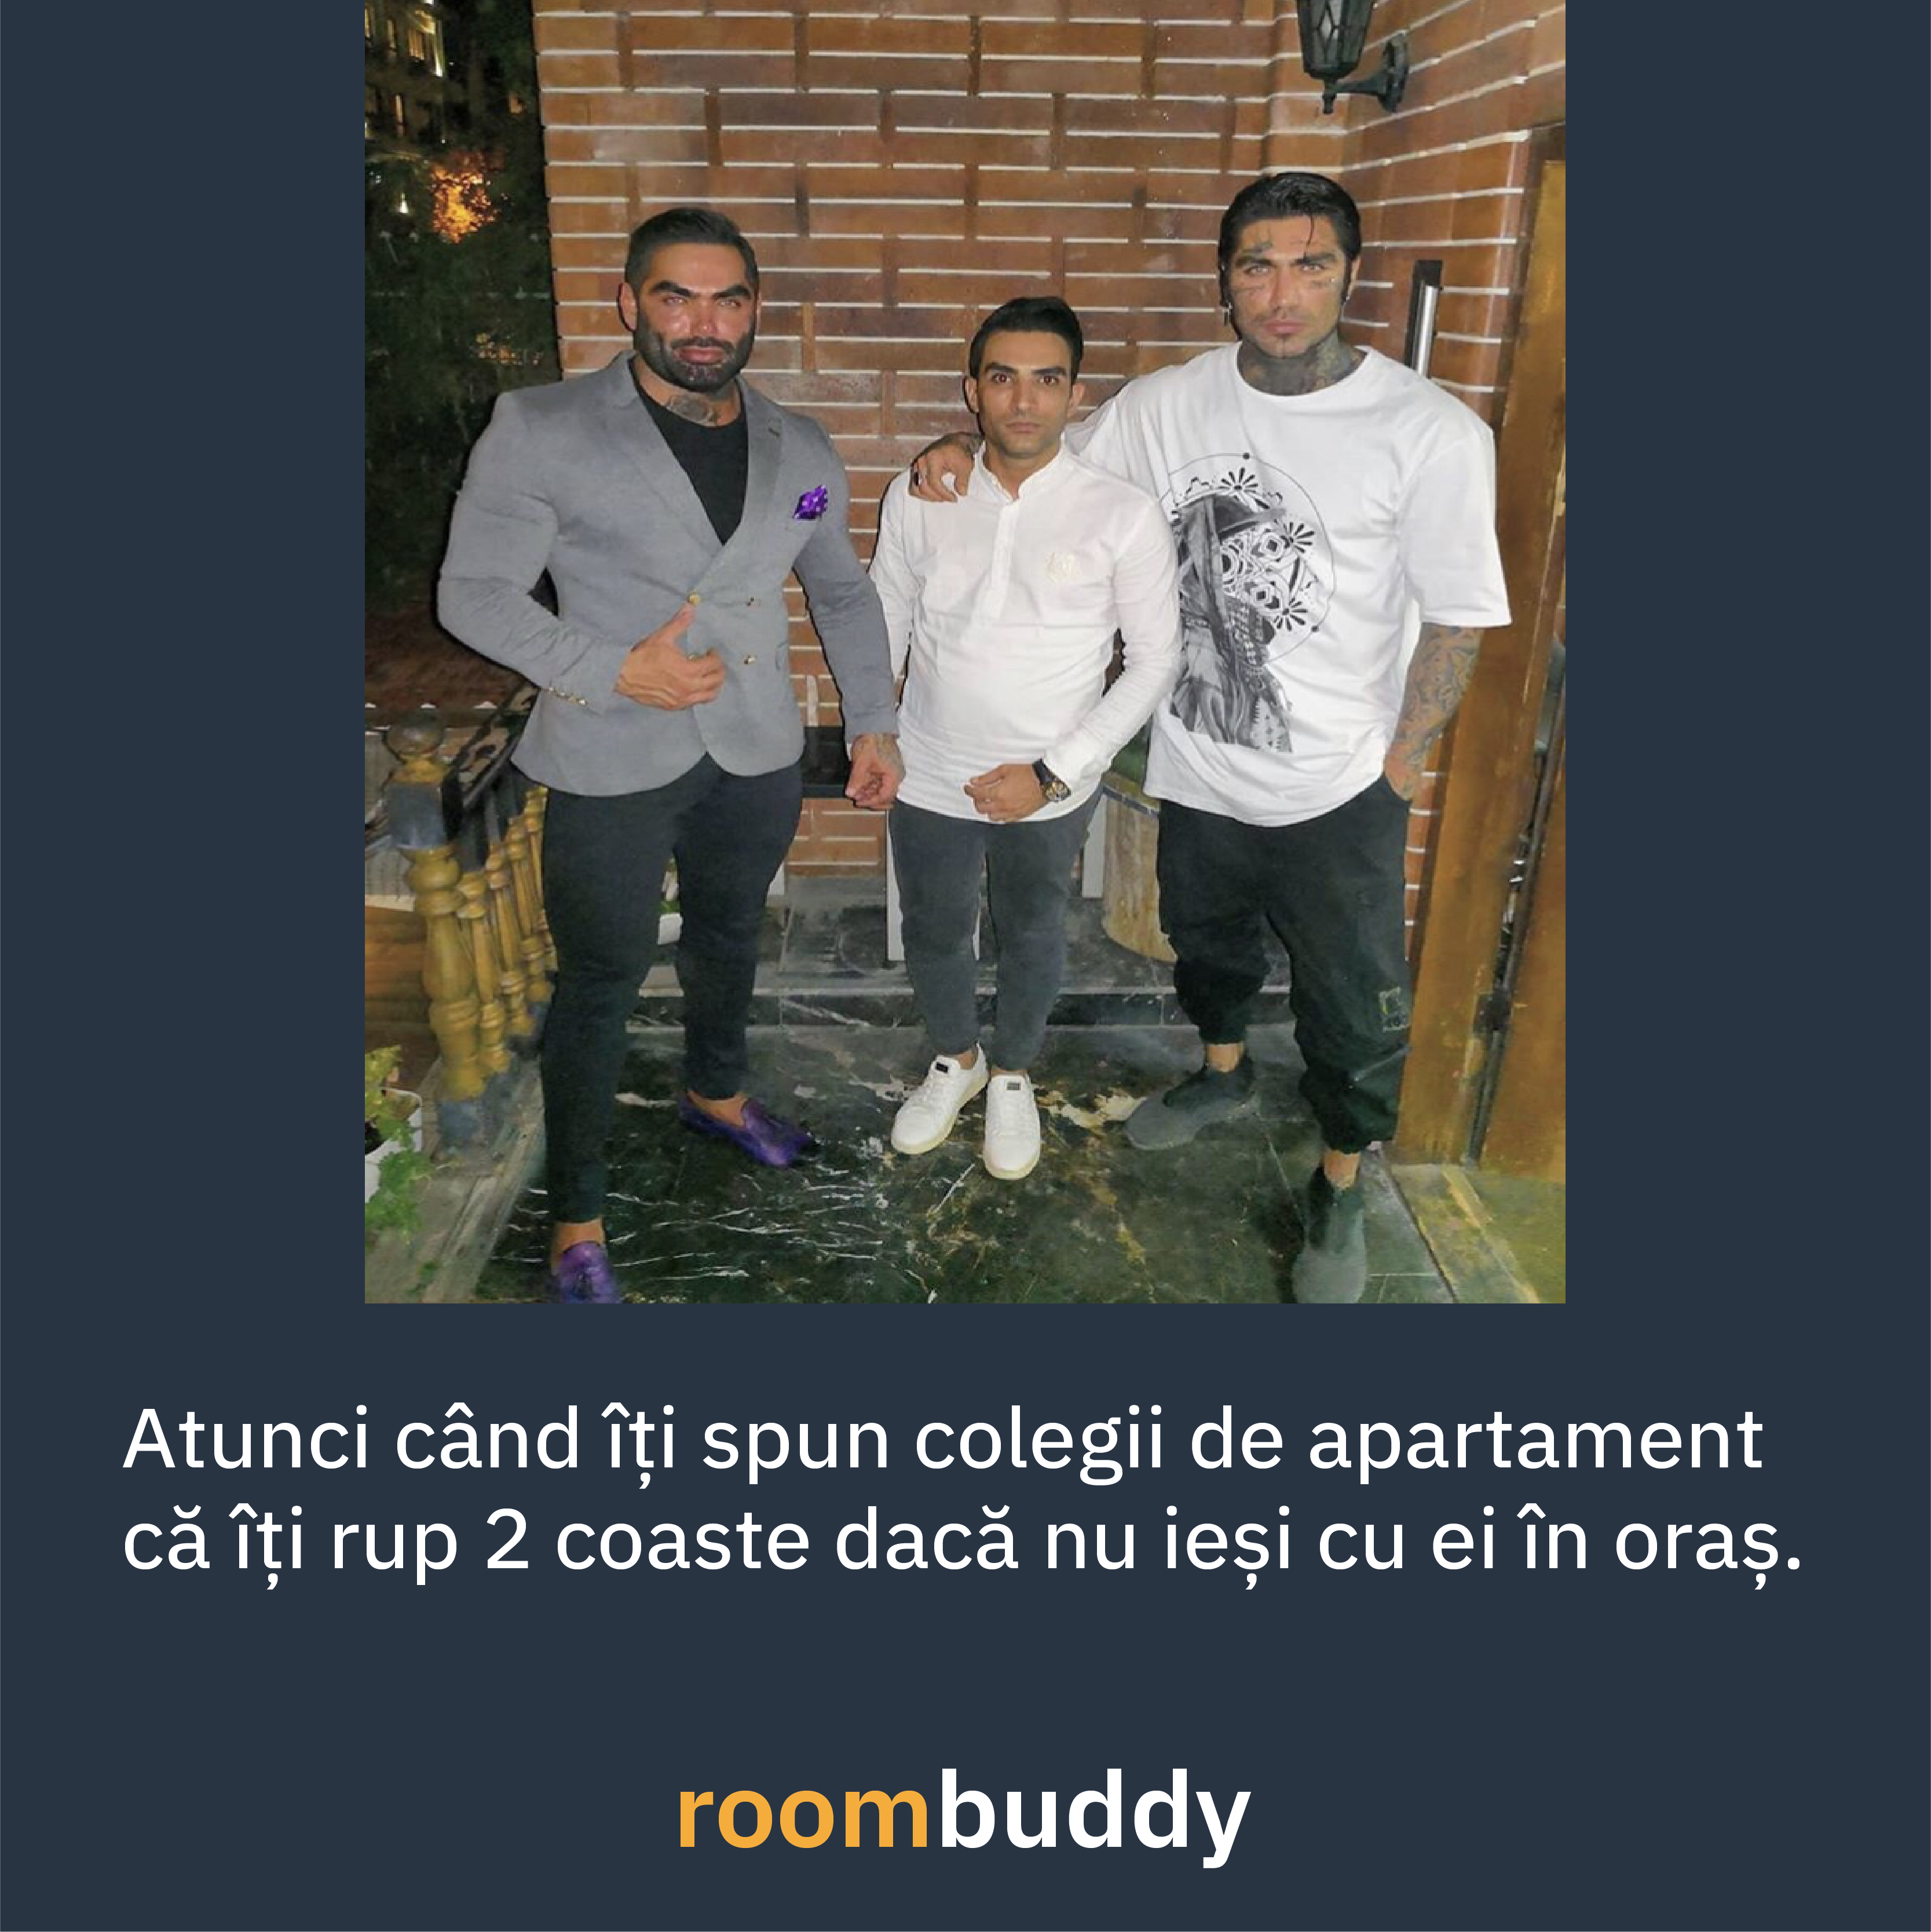 Atunci când îți spun colegii de apartament
că îți rup 2 coaste dacă nu ieși cu ei în oraș.
roombuddy